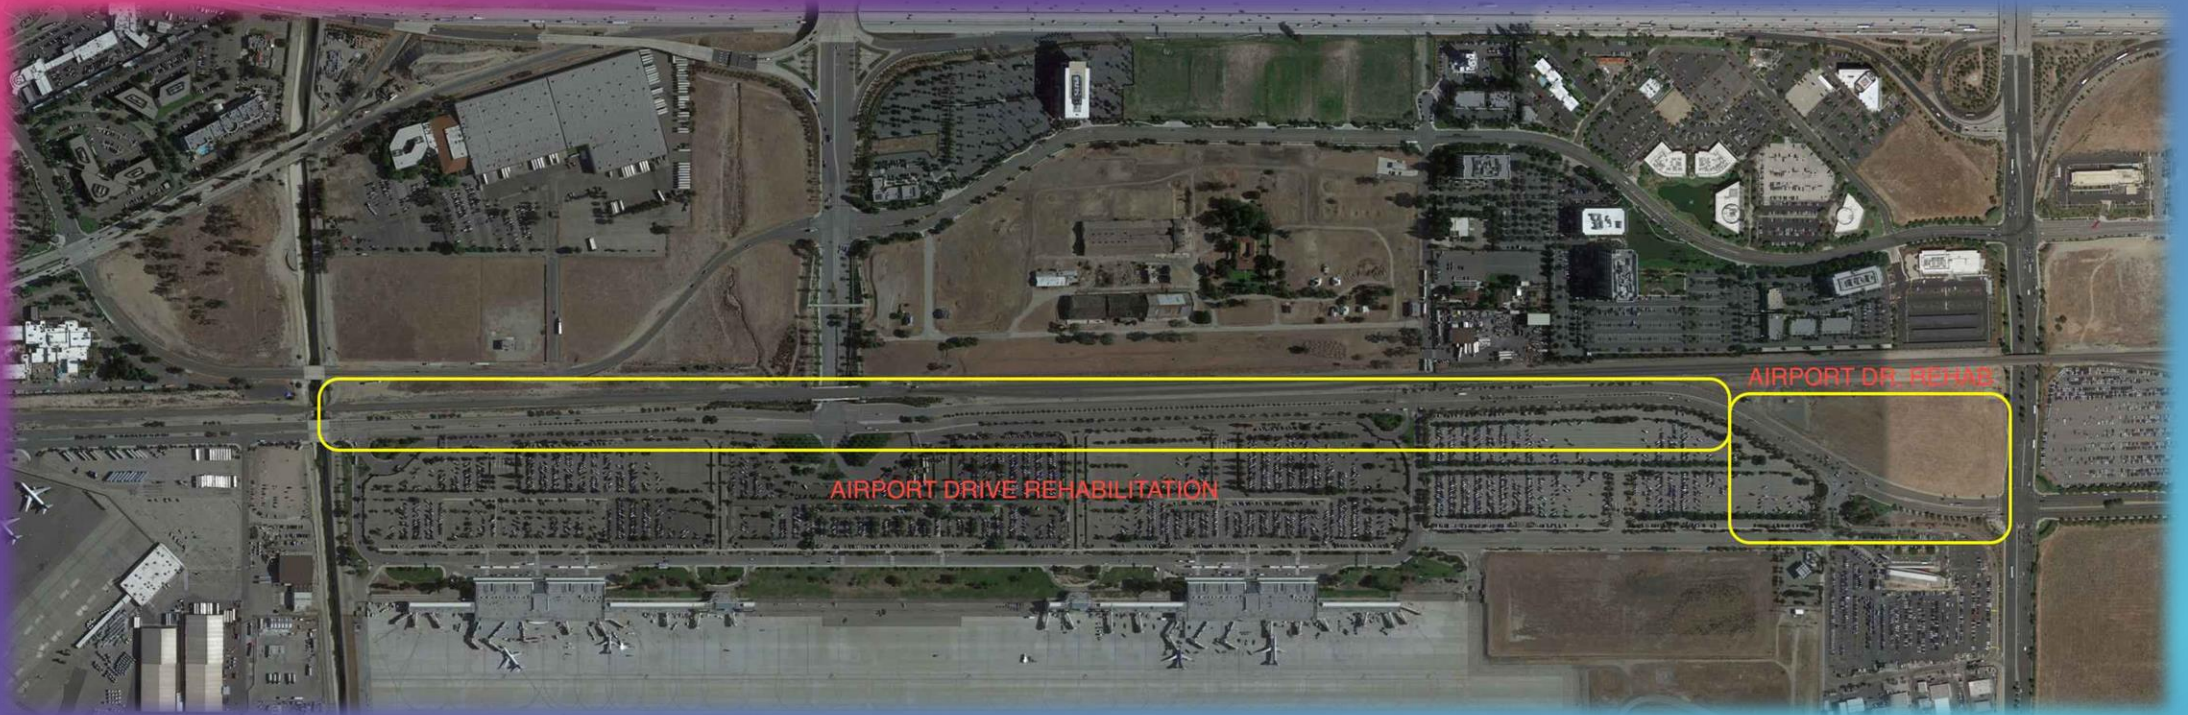 AIRPORT DR. REHAB
AIRPORT DRIVE REHABILITATION